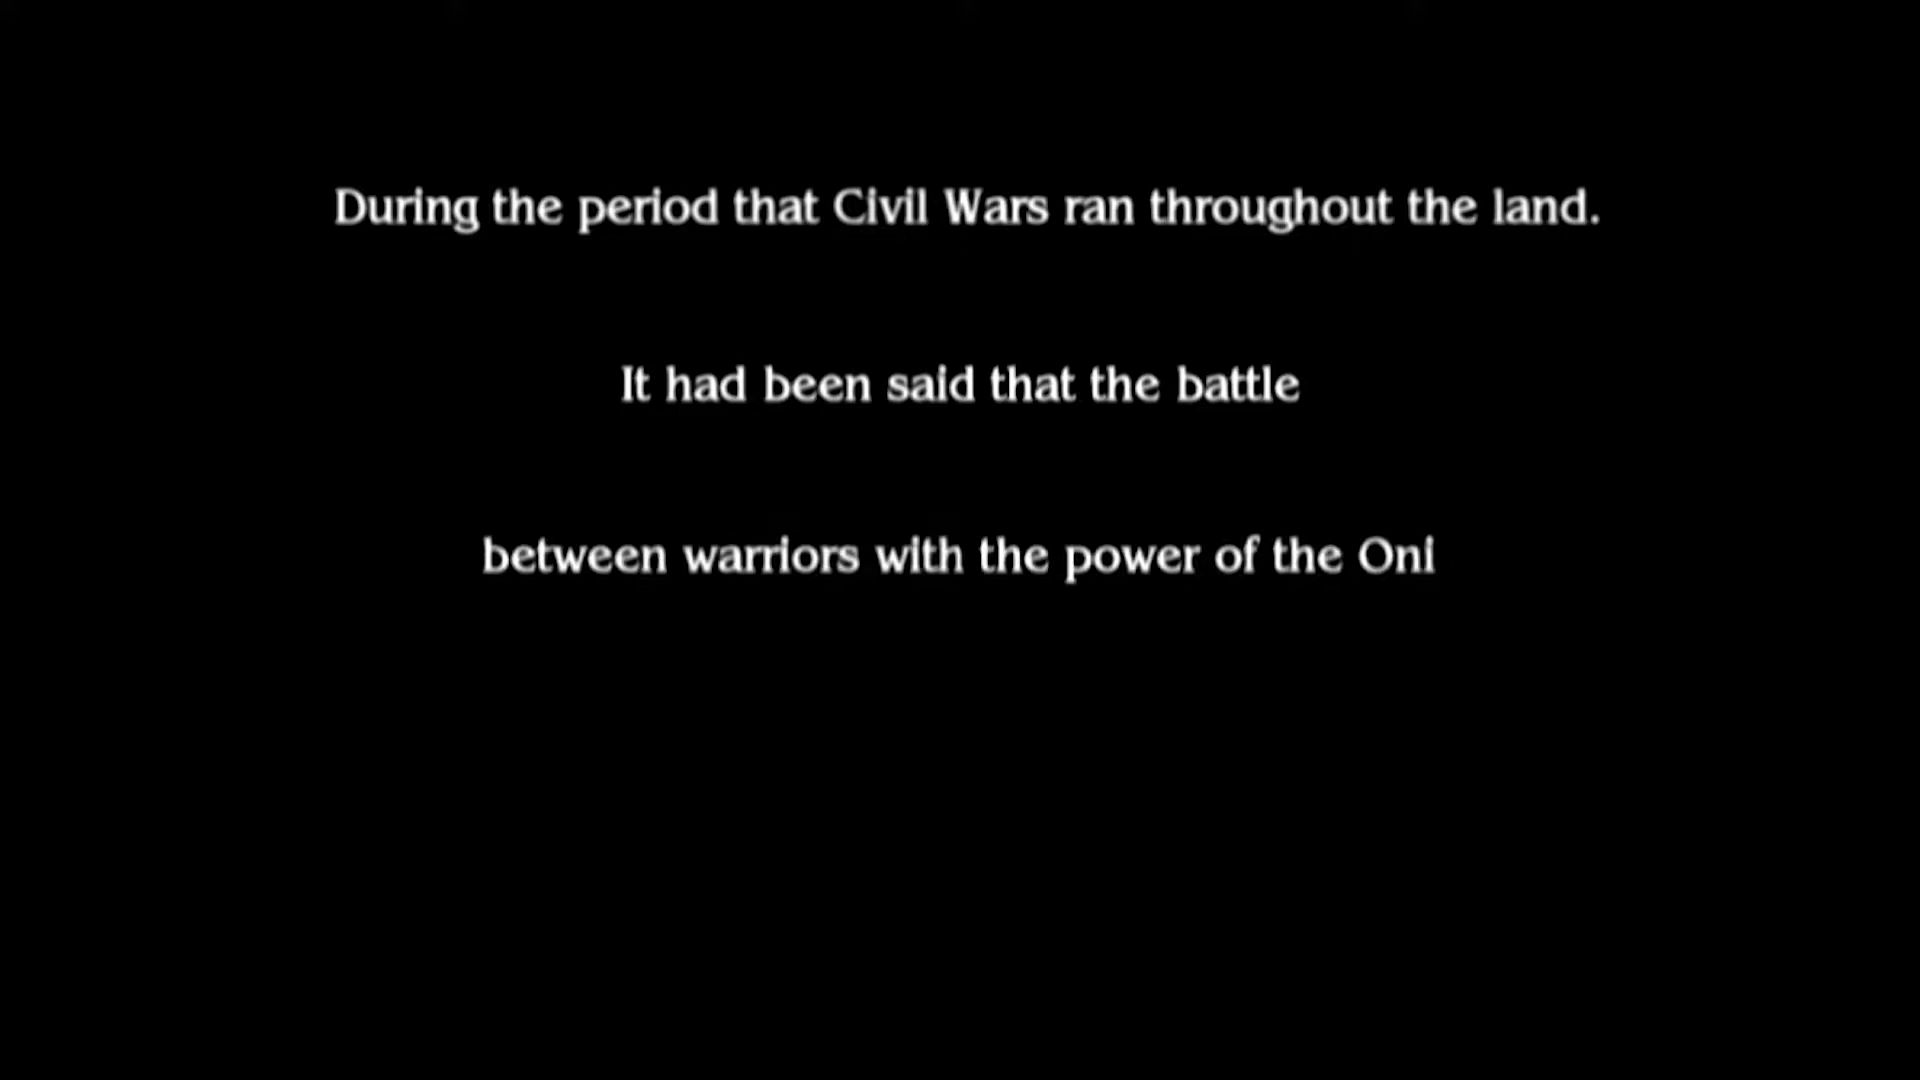 During the period that Civil Wars ran throughout the land.
It had been said that the battle
between warriors with the power of the Oni